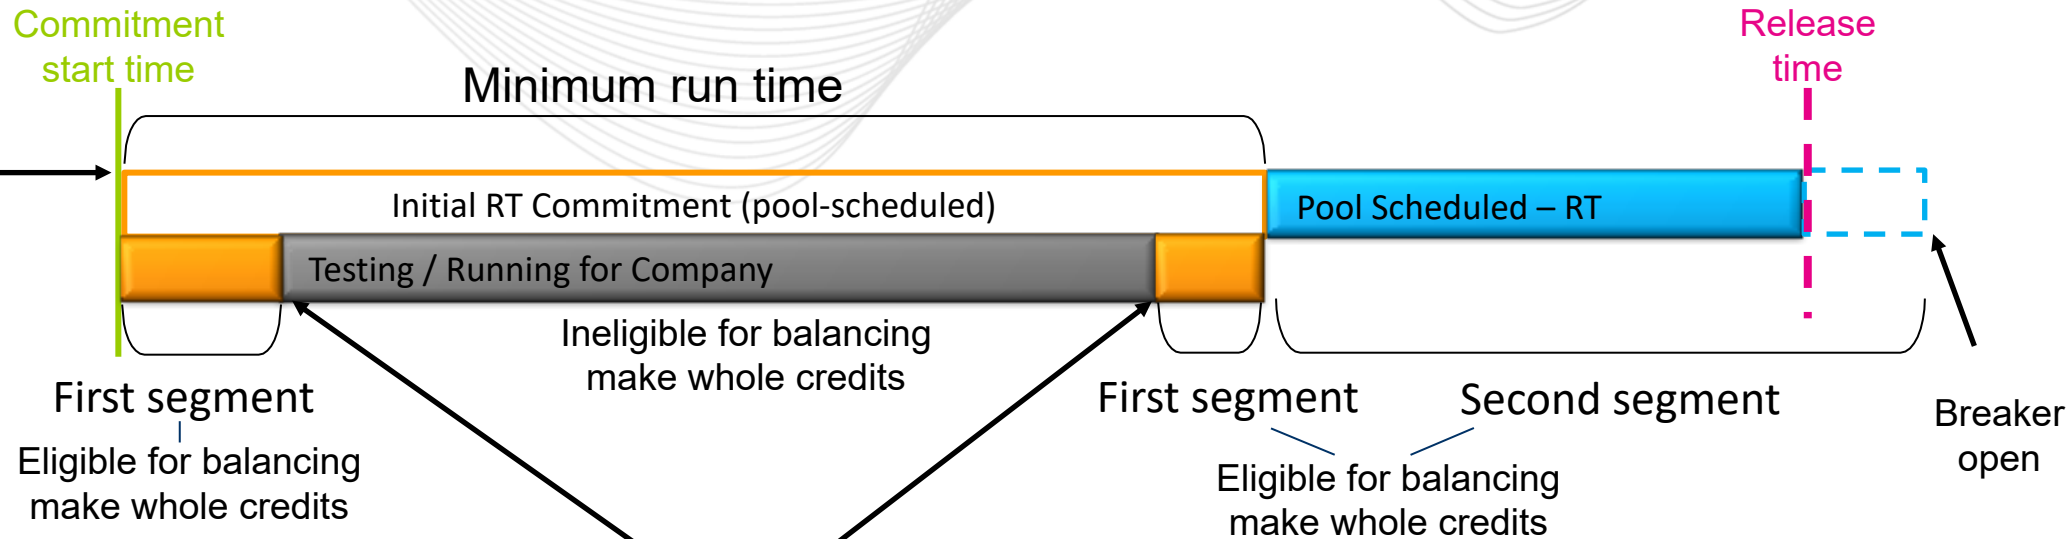 Commitment
start time
Release
time
Minimum run time
Initial RT Commitment (pool-scheduled)
Pool Scheduled – RT
Testing / Running for Company
Ineligible for balancing
make whole credits
First segment
Eligible for balancing
make whole credits
First segment
Second segment
Eligible for balancing
make whole credits
Breaker
open